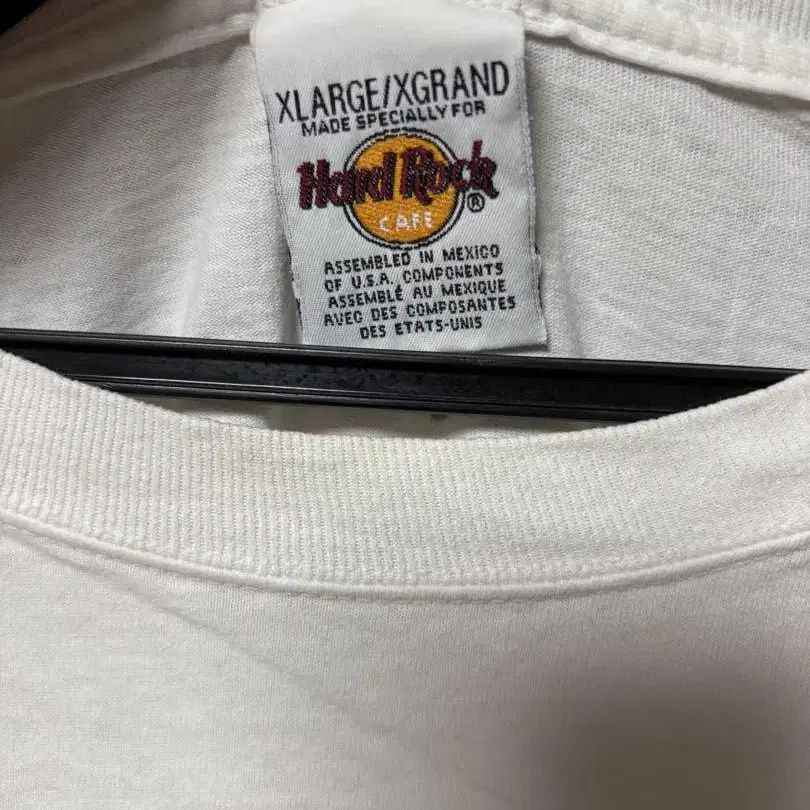 XLARGE/XGRAND
MADE SPECIALLY FOR
Hard Rock
®
CAFE
ASSEMBLED IN MEXICO
OF U.S.A. COMPONENTS
ASSEMBLÉ AU MEXIQUE
AVEC DES COMPOSANTES
DES ETATS-UNIS